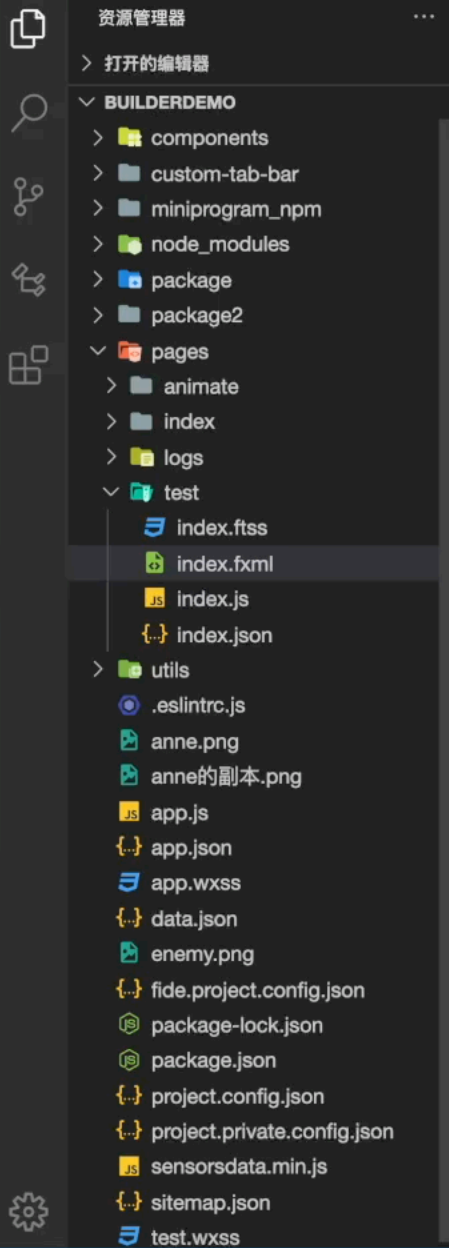 资源管理器
打开的编辑器
BUILDERDEMO
components
custom-tab-bar
miniprogram_npm
node_modules
package
package2
pages
animate
index
logs
test
index.ftss
index.fxml
index.js
index.json
utils
.eslintrc.js
anne.png
anne的副本.png
app.js
app.json
app.wxss
data.json
enemy.png
fide.project.config.json
package-lock.json
package.json
project.config.json
project.private.config.json
sensorsdata.min.js
sitemap.json
test.wxss